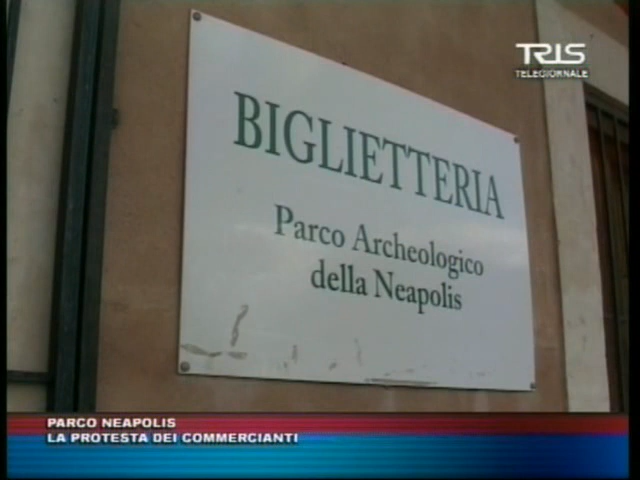 TRIS
TELEGIORNALE
BIGLIETTERIA
Parco Archeologico
della Neapolis
PARCO NEAPOLIS
LA PROTESTA DEI COMMERCIANTI